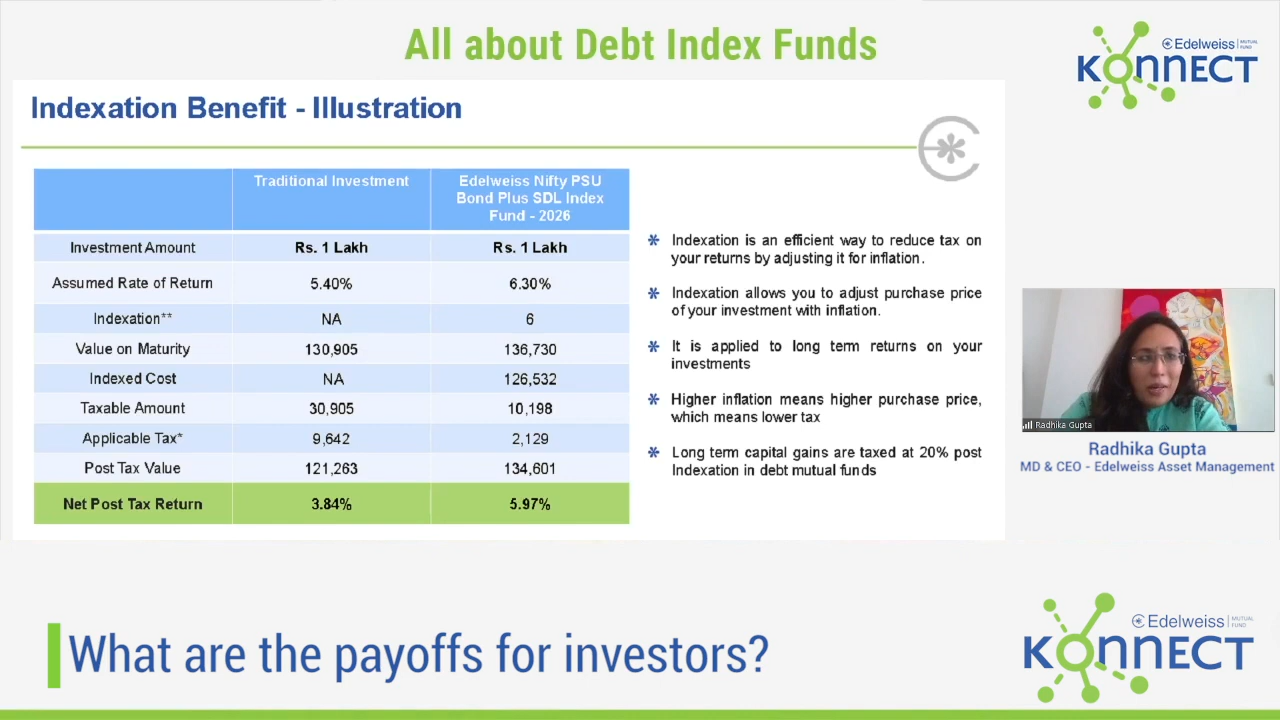 All about Debt Index Funds
Edelweiss MUTUAL FUND
KONNECT
Indexation Benefit - Illustration
Traditional Investment
Edelweiss Nifty PSU
Bond Plus SDL Index
Fund - 2026
Investment Amount Rs. 1 Lakh Rs. 1 Lakh
Assumed Rate of Return 5.40% 6.30%
Indexation** NA 6
Value on Maturity 130,905 136,730
Indexed Cost NA 126,532
Taxable Amount 30,905 10,198
Applicable Tax* 9,642 2,129
Post Tax Value 121,263 134,601
Net Post Tax Return 3.84% 5.97%
Indexation is an efficient way to reduce tax on
your returns by adjusting it for inflation.
Indexation allows you to adjust purchase price
of your investment with inflation.
It is applied to long term returns on your
investments
Higher inflation means higher purchase price,
which means lower tax
Long term capital gains are taxed at 20% post
Indexation in debt mutual funds
Radhika Gupta
Radhika Gupta
MD & CEO - Edelweiss Asset Management
What are the payoffs for investors?
Edelweiss MUTUAL FUND
KONNECT